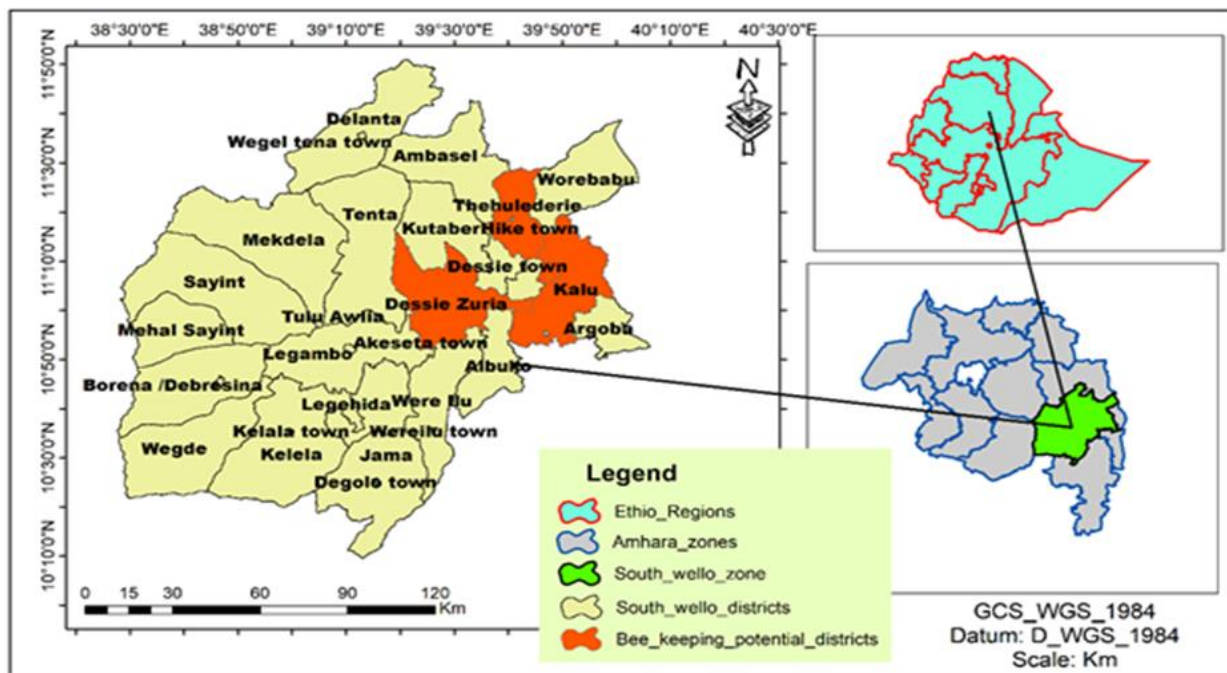 38°30'0"E 38°50'0"E 39°10'0"E 39°30'0"E 39°50'0"E 40°10'0"E 40°30'0"E
11°50'0"N
11°30'0"N
11°10'0"N
10°50'0"N
10°30'0"N
10°10'0"N
N
Delanta
Wegel tena town
Ambasel
Worebabu
Thehulederie
Tenta
Kutaber
Hike town
Mekdela
Dessie town
Sayint
Kalu
Dessie Zuria
Tulu Awlia
Mehal Sayint
Argoba
Akeseta town
Legambo
Albuko
Borena /Debresina
Legehida
Were Ilu
Kelala town
Wereilu town
Wegde
Kelela
Jama
Degolo town
0 15 30 60 90 120
Km
Legend
Ethio_Regions
Amhara_zones
South_wello_zone
South_wello_districts
Bee_keeping_potential_districts
GCS_WGS_1984
Datum: D_WGS_1984
Scale: Km